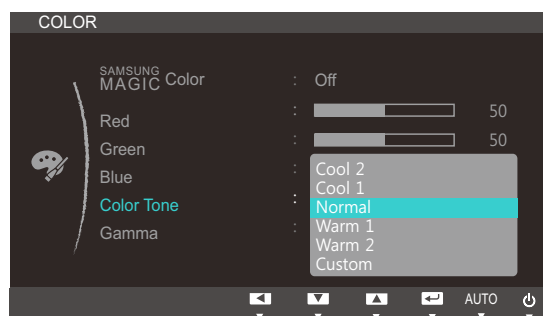 COLOR
SAMSUNG
MAGIC Color : Off
Red : 50
Green : 50
Blue :
Color Tone :
Gamma :
Cool 2
Cool 1
Normal
Warm 1
Warm 2
Custom
AUTO